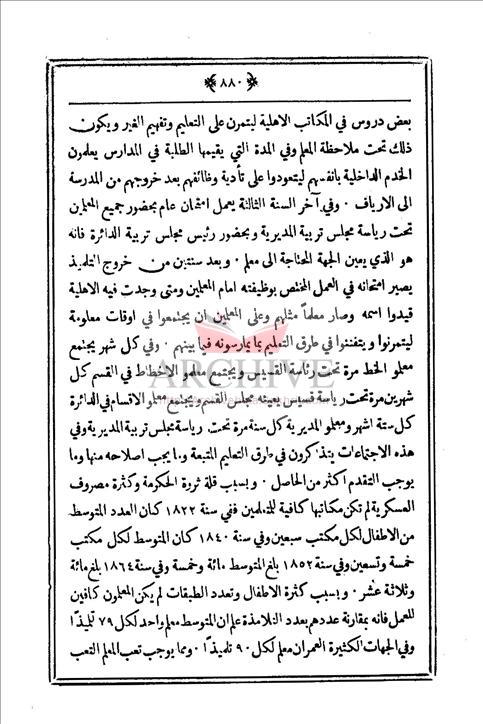 ﴿٨٨٠﴾
بعض دروس في المكاتب الاهلية ليتمرن على التعليم وتفهيم الغير ويكون
ذلك تحت ملاحظة المعلم وفي المدة التي يقيمها الطلبة في المدارس يعلمون
الخدم الداخلية بانفسهم ليتعودوا على تأدية وظائفهم بعد خروجهم من المدرسة
الى الارياف ٠ وفي آخر السنة الثالثة يعمل امتحان عام بحضور جميع المعلمين
تحت رياسة مجلس تربية المديرية وبحضور رئيس مجلس تربية الدائرة فانه
هو الذي يعين الجهة المحتاجة الى معلم ٠ وبعد سنتين من خروج التلميذ
يصير امتحانه في العمل المختص بوظيفته امام المعلمين ومتى وجدت فيه الاهلية
قيدوا اسمه وصار معلماً مثلهم وعلى المعلمين ان يجتمعوا في اوقات معلومة
ليتمرنوا ويتفننوا في طرق التعليم بما يمارسونه فيما بينهم ٠ وفي كل شهر يجتمع
معلمو الخط مرة تحت رئاسة القسيس ويجتمع معلمو الاخطاط في القسم كل
شهرين مرة تحت رياسة قسيس يعينه مجلس القسم ويجتمع معلمو الاقسام في الدائرة
كل ستة اشهر ومعلمو المديرية كل سنة مرة تحت رياسة مجلس تربية المديرية وفي
هذه الاجتماعات يتذاكرون في طرق التعليم المتبعة وما يجب اصلاحه منها وما
يوجب التقدم اكثر من الحاصل ٠ وبسبب قلة ثروة الحكومة وكثرة مصروف
العسكرية لم تكن مكاتبها كافية للمتعلمين ففي سنة ١٨٢٢ كان العدد المتوسط
من الاطفال لكل مكتب سبعين وفي سنة ١٨٤٠ كان المتوسط لكل مكتب
خمسة وتسعين وفي سنة ١٨٥٢ بلغ المتوسط مائة وخمسة وفي سنة ١٨٦٤ بلغ مائة
وثلاثة عشر ٠ وبسبب كثرة الاطفال وتعدد الطبقات لم يكن المعلمون كافين
للعمل فانه بمقارنة عددهم بعدد التلامذة علم ان المتوسط معلم واحد لكل ٧٩ تلميذاً
وفي الجهات الكثيرة العمران معلم لكل ٩٠ تلميذاً ٠ ومما يوجب تعب المعلم التعب
ARCHIVE